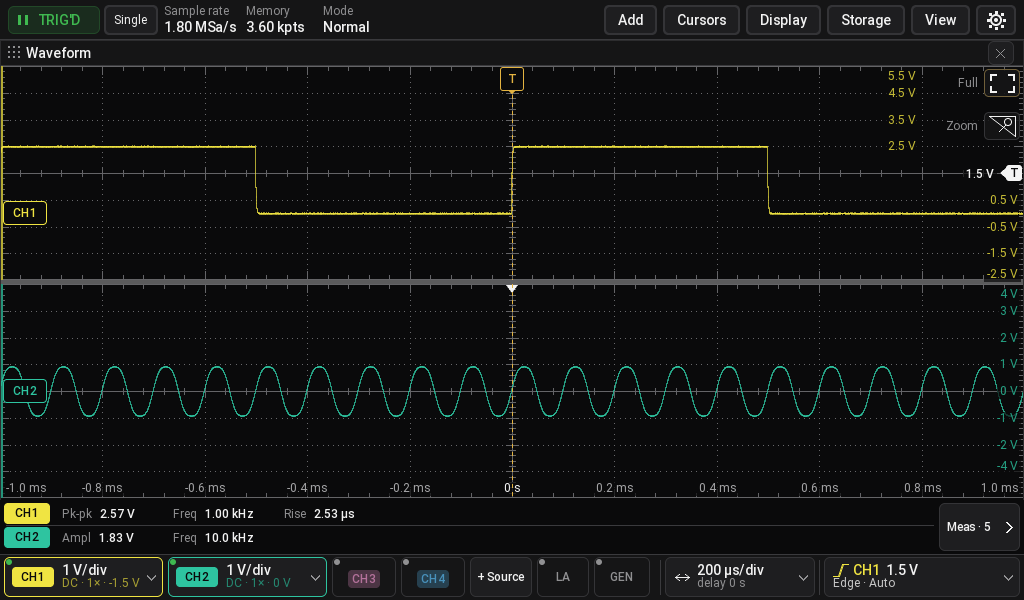 TRIG'D
Single
Sample rate
1.80 MSa/s
Memory
3.60 kpts
Mode
Normal
Add
Cursors
Display
Storage
View
Waveform
T
5.5 V
4.5 V
3.5 V
2.5 V
Full
Zoom
1.5 V
T
0.5 V
-0.5 V
-1.5 V
-2.5 V
CH1
4 V
3 V
2 V
1 V
0 V
-1 V
-2 V
-4 V
CH2
-1.0 ms
-0.8 ms
-0.6 ms
-0.4 ms
-0.2 ms
0 s
0.2 ms
0.4 ms
0.6 ms
0.8 ms
1.0 ms
CH1 Pk-pk 2.57 V Freq 1.00 kHz Rise 2.53 µs
CH2 Ampl 1.83 V Freq 10.0 kHz
Meas · 5
CH1
1 V/div
DC · 1× · -1.5 V
CH2
1 V/div
DC · 1× · 0 V
CH3
CH4
+ Source
LA
GEN
200 µs/div
delay 0 s
CH1 1.5 V
Edge · Auto